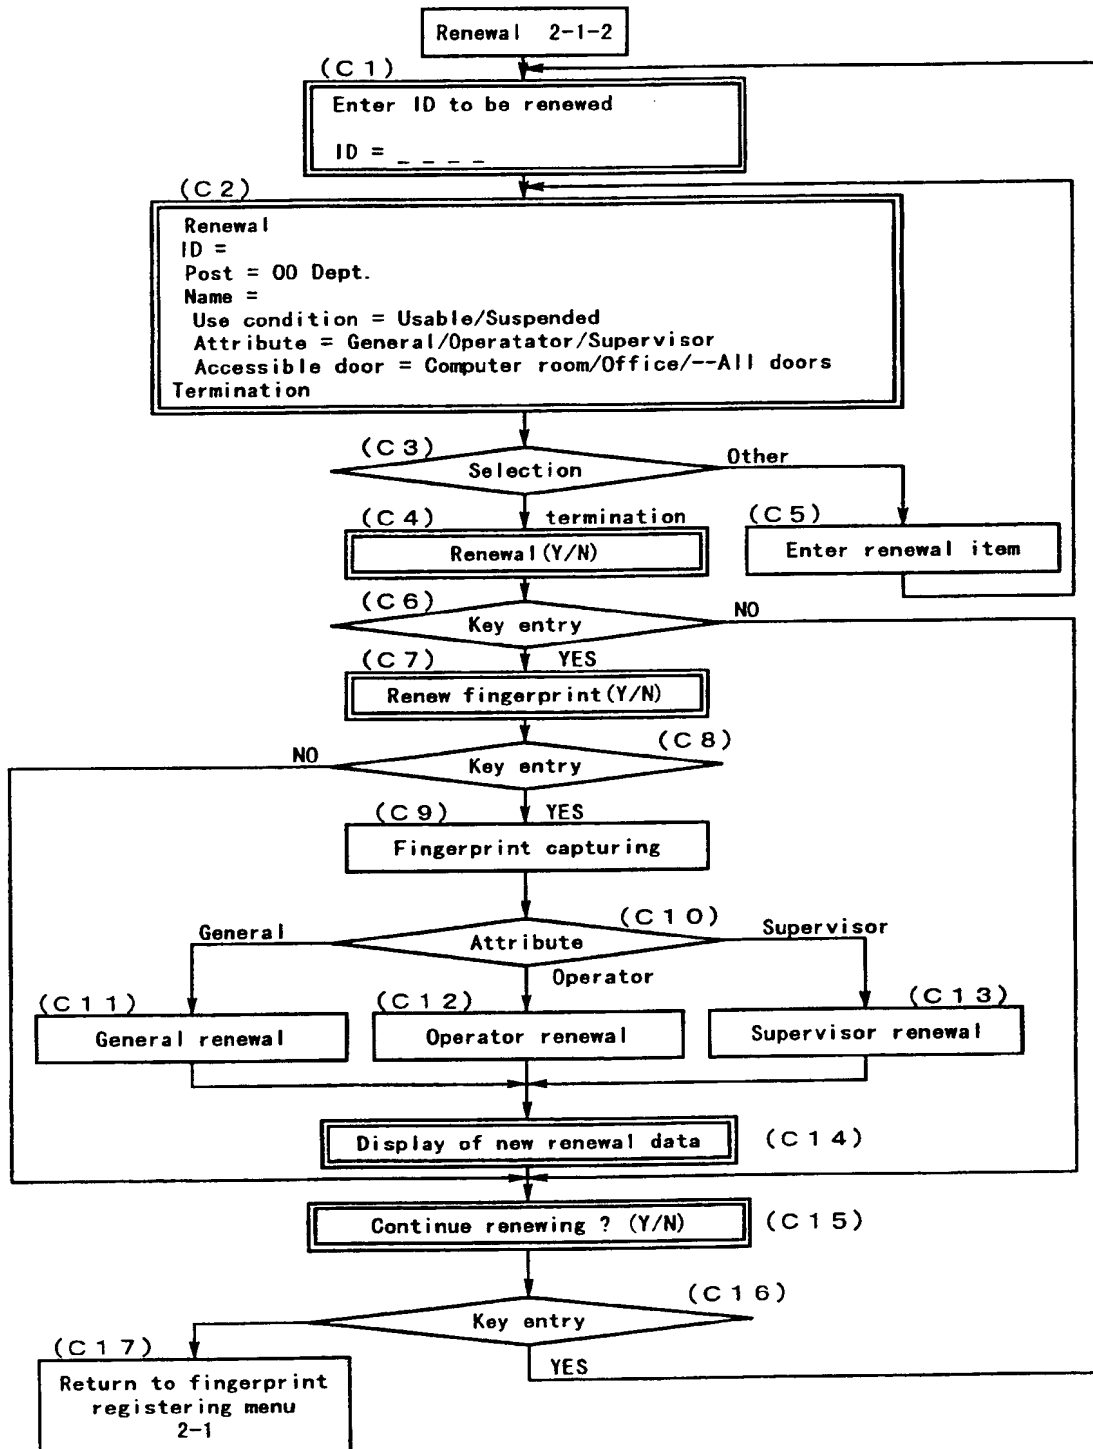 Renewal 2-1-2
(C1)
Enter ID to be renewed
ID = _ _ _ _
(C2)
Renewal
ID =
Post = OO Dept.
Name =
Use condition = Usable/Suspended
Attribute = General/Operatator/Supervisor
Accessible door = Computer room/Office/--All doors
Termination
(C3)
Selection
Other
(C4)
termination
(C5)
Renewal(Y/N)
Enter renewal item
(C6)
Key entry
NO
(C7)
YES
Renew fingerprint(Y/N)
(C8)
NO
Key entry
(C9)
YES
Fingerprint capturing
(C10)
General
Attribute
Supervisor
Operator
(C11)
(C12)
(C13)
General renewal
Operator renewal
Supervisor renewal
Display of new renewal data
(C14)
Continue renewing ? (Y/N)
(C15)
(C16)
Key entry
(C17)
YES
Return to fingerprint
registering menu
2-1